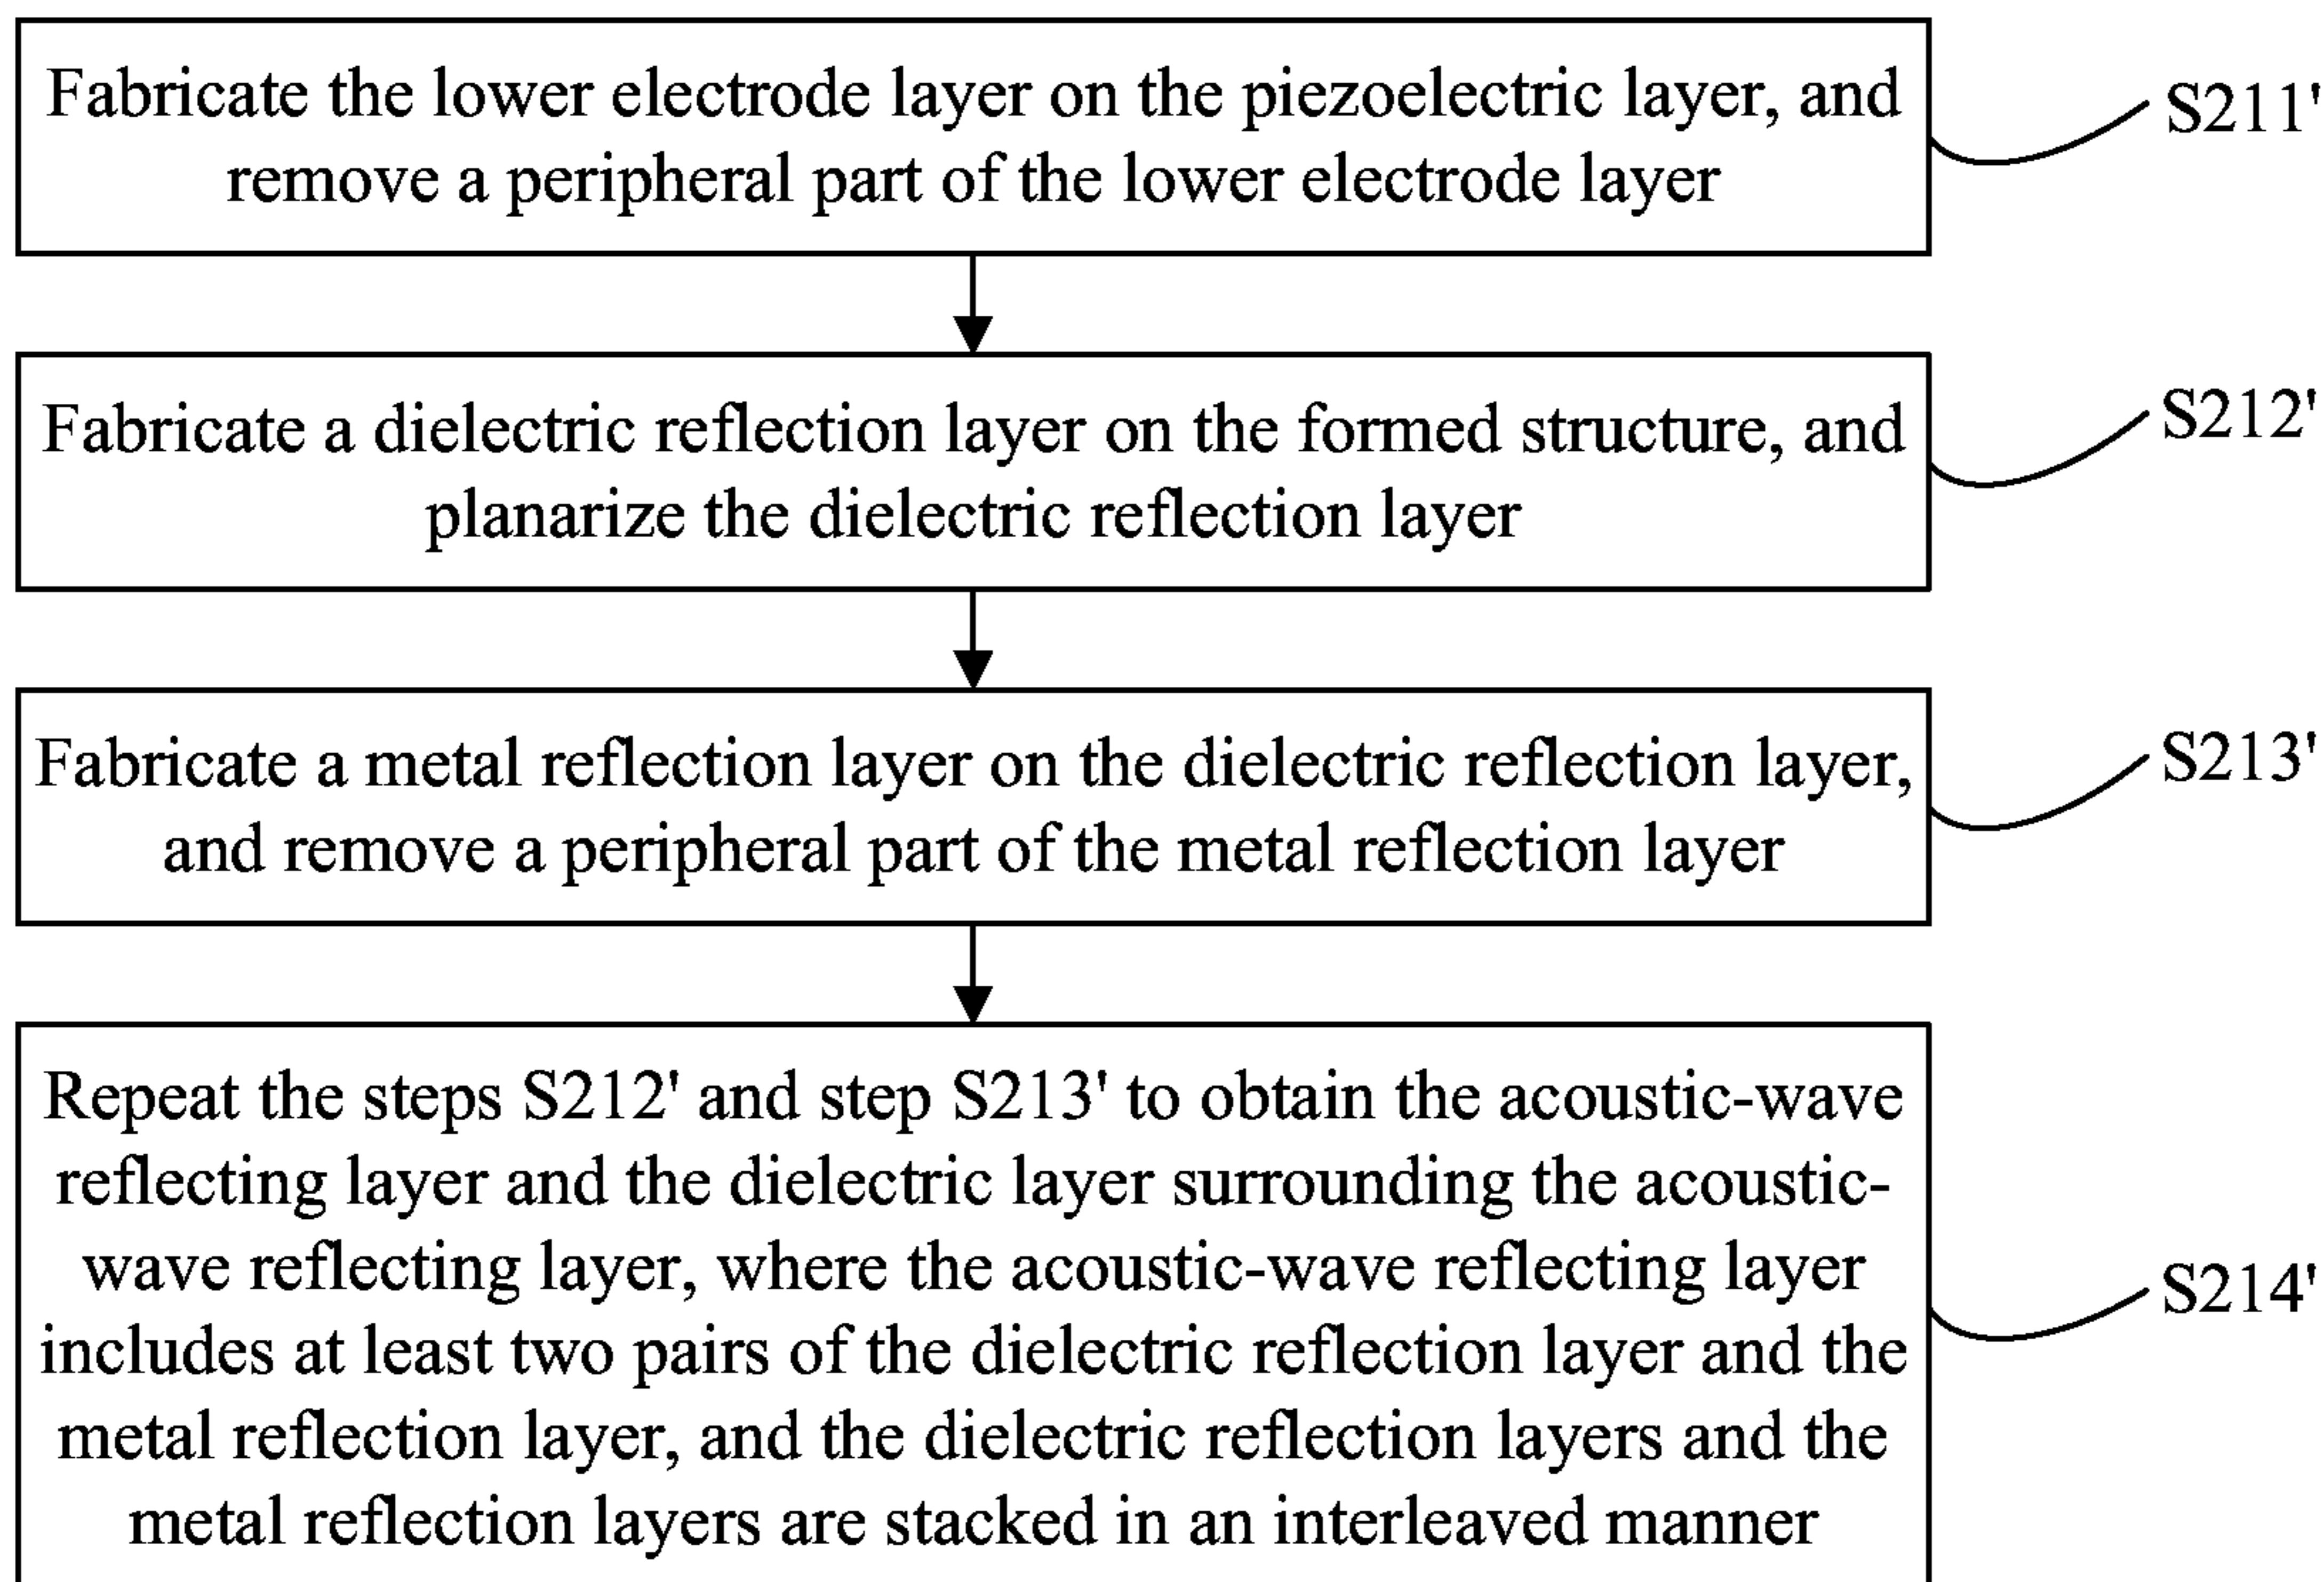 Fabricate the lower electrode layer on the piezoelectric layer, and
remove a peripheral part of the lower electrode layer
S211'
Fabricate a dielectric reflection layer on the formed structure, and
planarize the dielectric reflection layer
S212'
Fabricate a metal reflection layer on the dielectric reflection layer,
and remove a peripheral part of the metal reflection layer
S213'
Repeat the steps S212' and step S213' to obtain the acoustic-wave
reflecting layer and the dielectric layer surrounding the acoustic-
wave reflecting layer, where the acoustic-wave reflecting layer
includes at least two pairs of the dielectric reflection layer and the
metal reflection layer, and the dielectric reflection layers and the
metal reflection layers are stacked in an interleaved manner
S214'